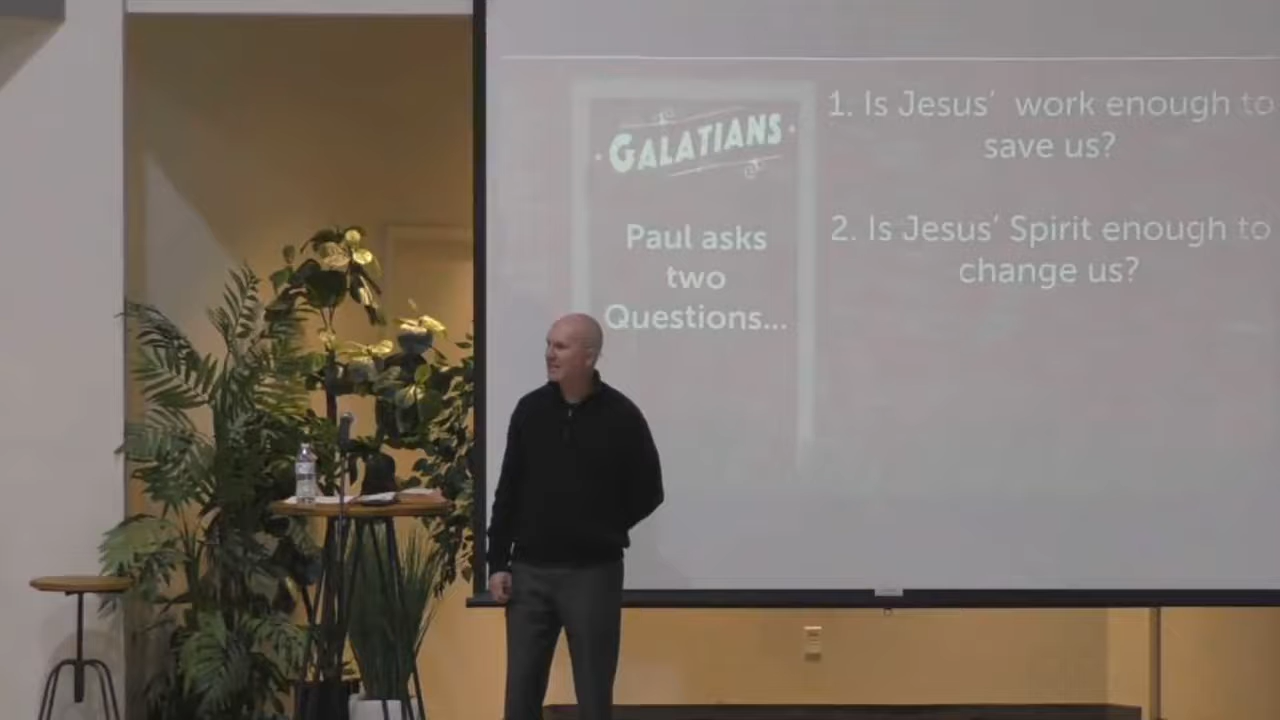 · GALATIANS ·
Paul asks
two
Questions...
1. Is Jesus' work enough to
save us?
2. Is Jesus' Spirit enough to
change us?